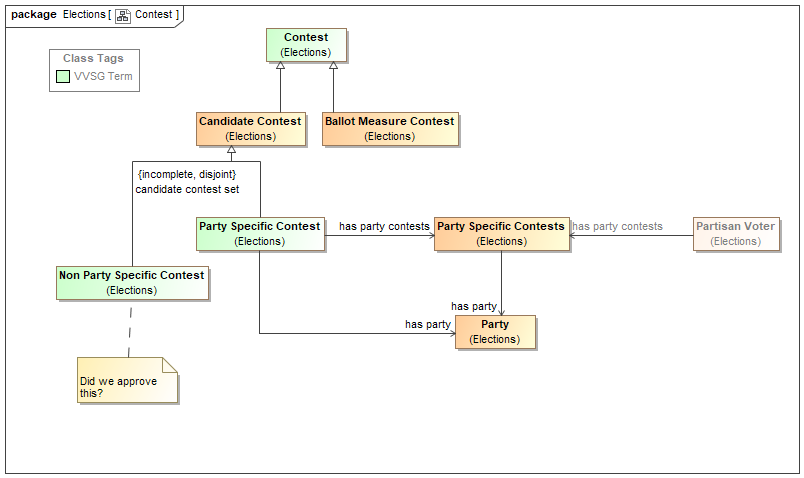 package Elections [ Contest ]
Class Tags
VVSG Term
Contest
(Elections)
Candidate Contest
(Elections)
Ballot Measure Contest
(Elections)
{incomplete, disjoint}
candidate contest set
Party Specific Contest
(Elections)
has party contests
Party Specific Contests
(Elections)
has party contests
Partisan Voter
(Elections)
Non Party Specific Contest
(Elections)
has party
has party
Party
(Elections)
Did we approve
this?